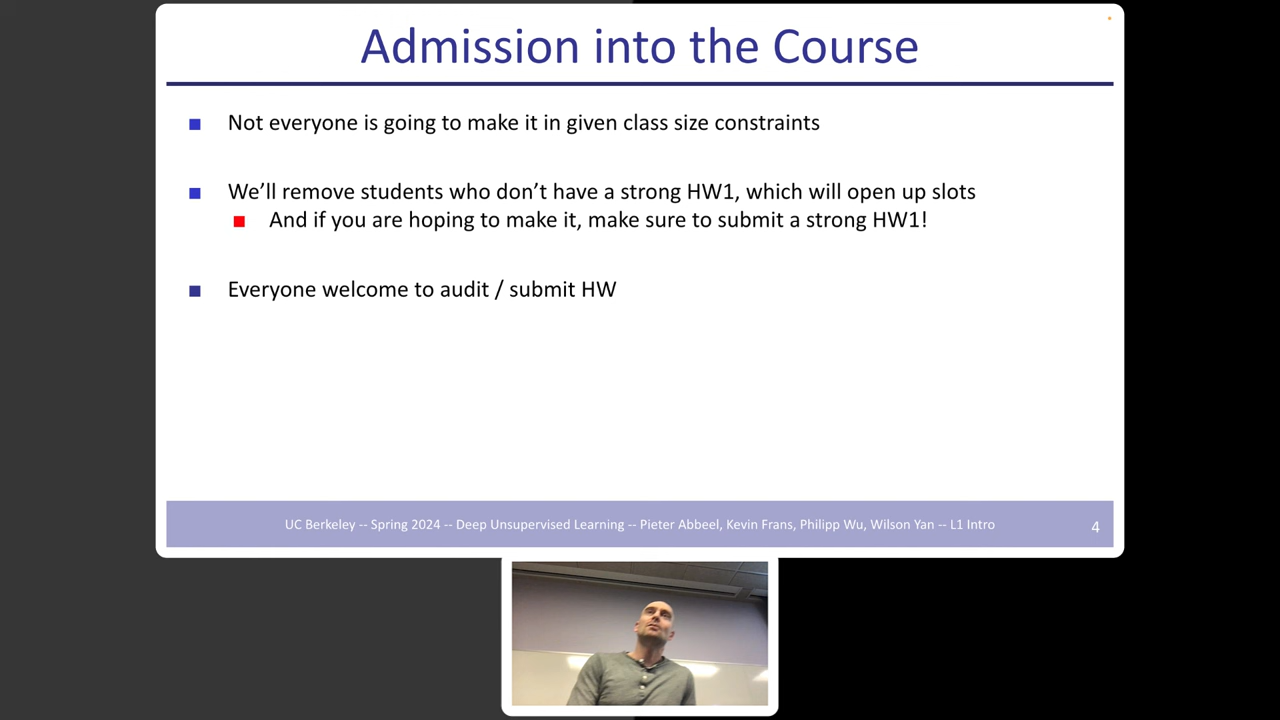 Admission into the Course
Not everyone is going to make it in given class size constraints
We’ll remove students who don’t have a strong HW1, which will open up slots
And if you are hoping to make it, make sure to submit a strong HW1!
Everyone welcome to audit / submit HW
UC Berkeley -- Spring 2024 -- Deep Unsupervised Learning -- Pieter Abbeel, Kevin Frans, Philipp Wu, Wilson Yan -- L1 Intro
4